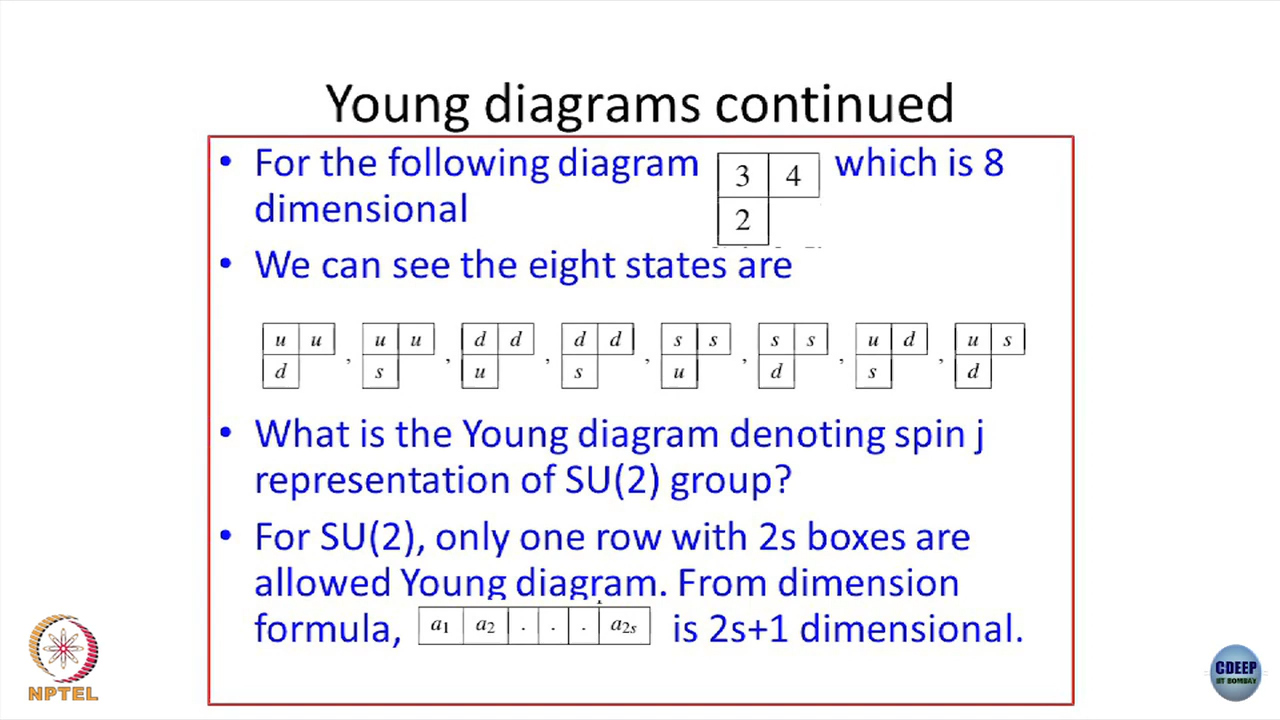 Young diagrams continued
• For the following diagram 3 4 which is 8
2
dimensional
• We can see the eight states are
u u , u u , d d , d d , s s , s s , u d , u s
d s u s u d s d
• What is the Young diagram denoting spin j
representation of SU(2) group?
• For SU(2), only one row with 2s boxes are
allowed Young diagram. From dimension
formula, a₁ a₂ . . . a₂ₛ is 2s+1 dimensional.
NPTEL
CDEEP
IIT BOMBAY